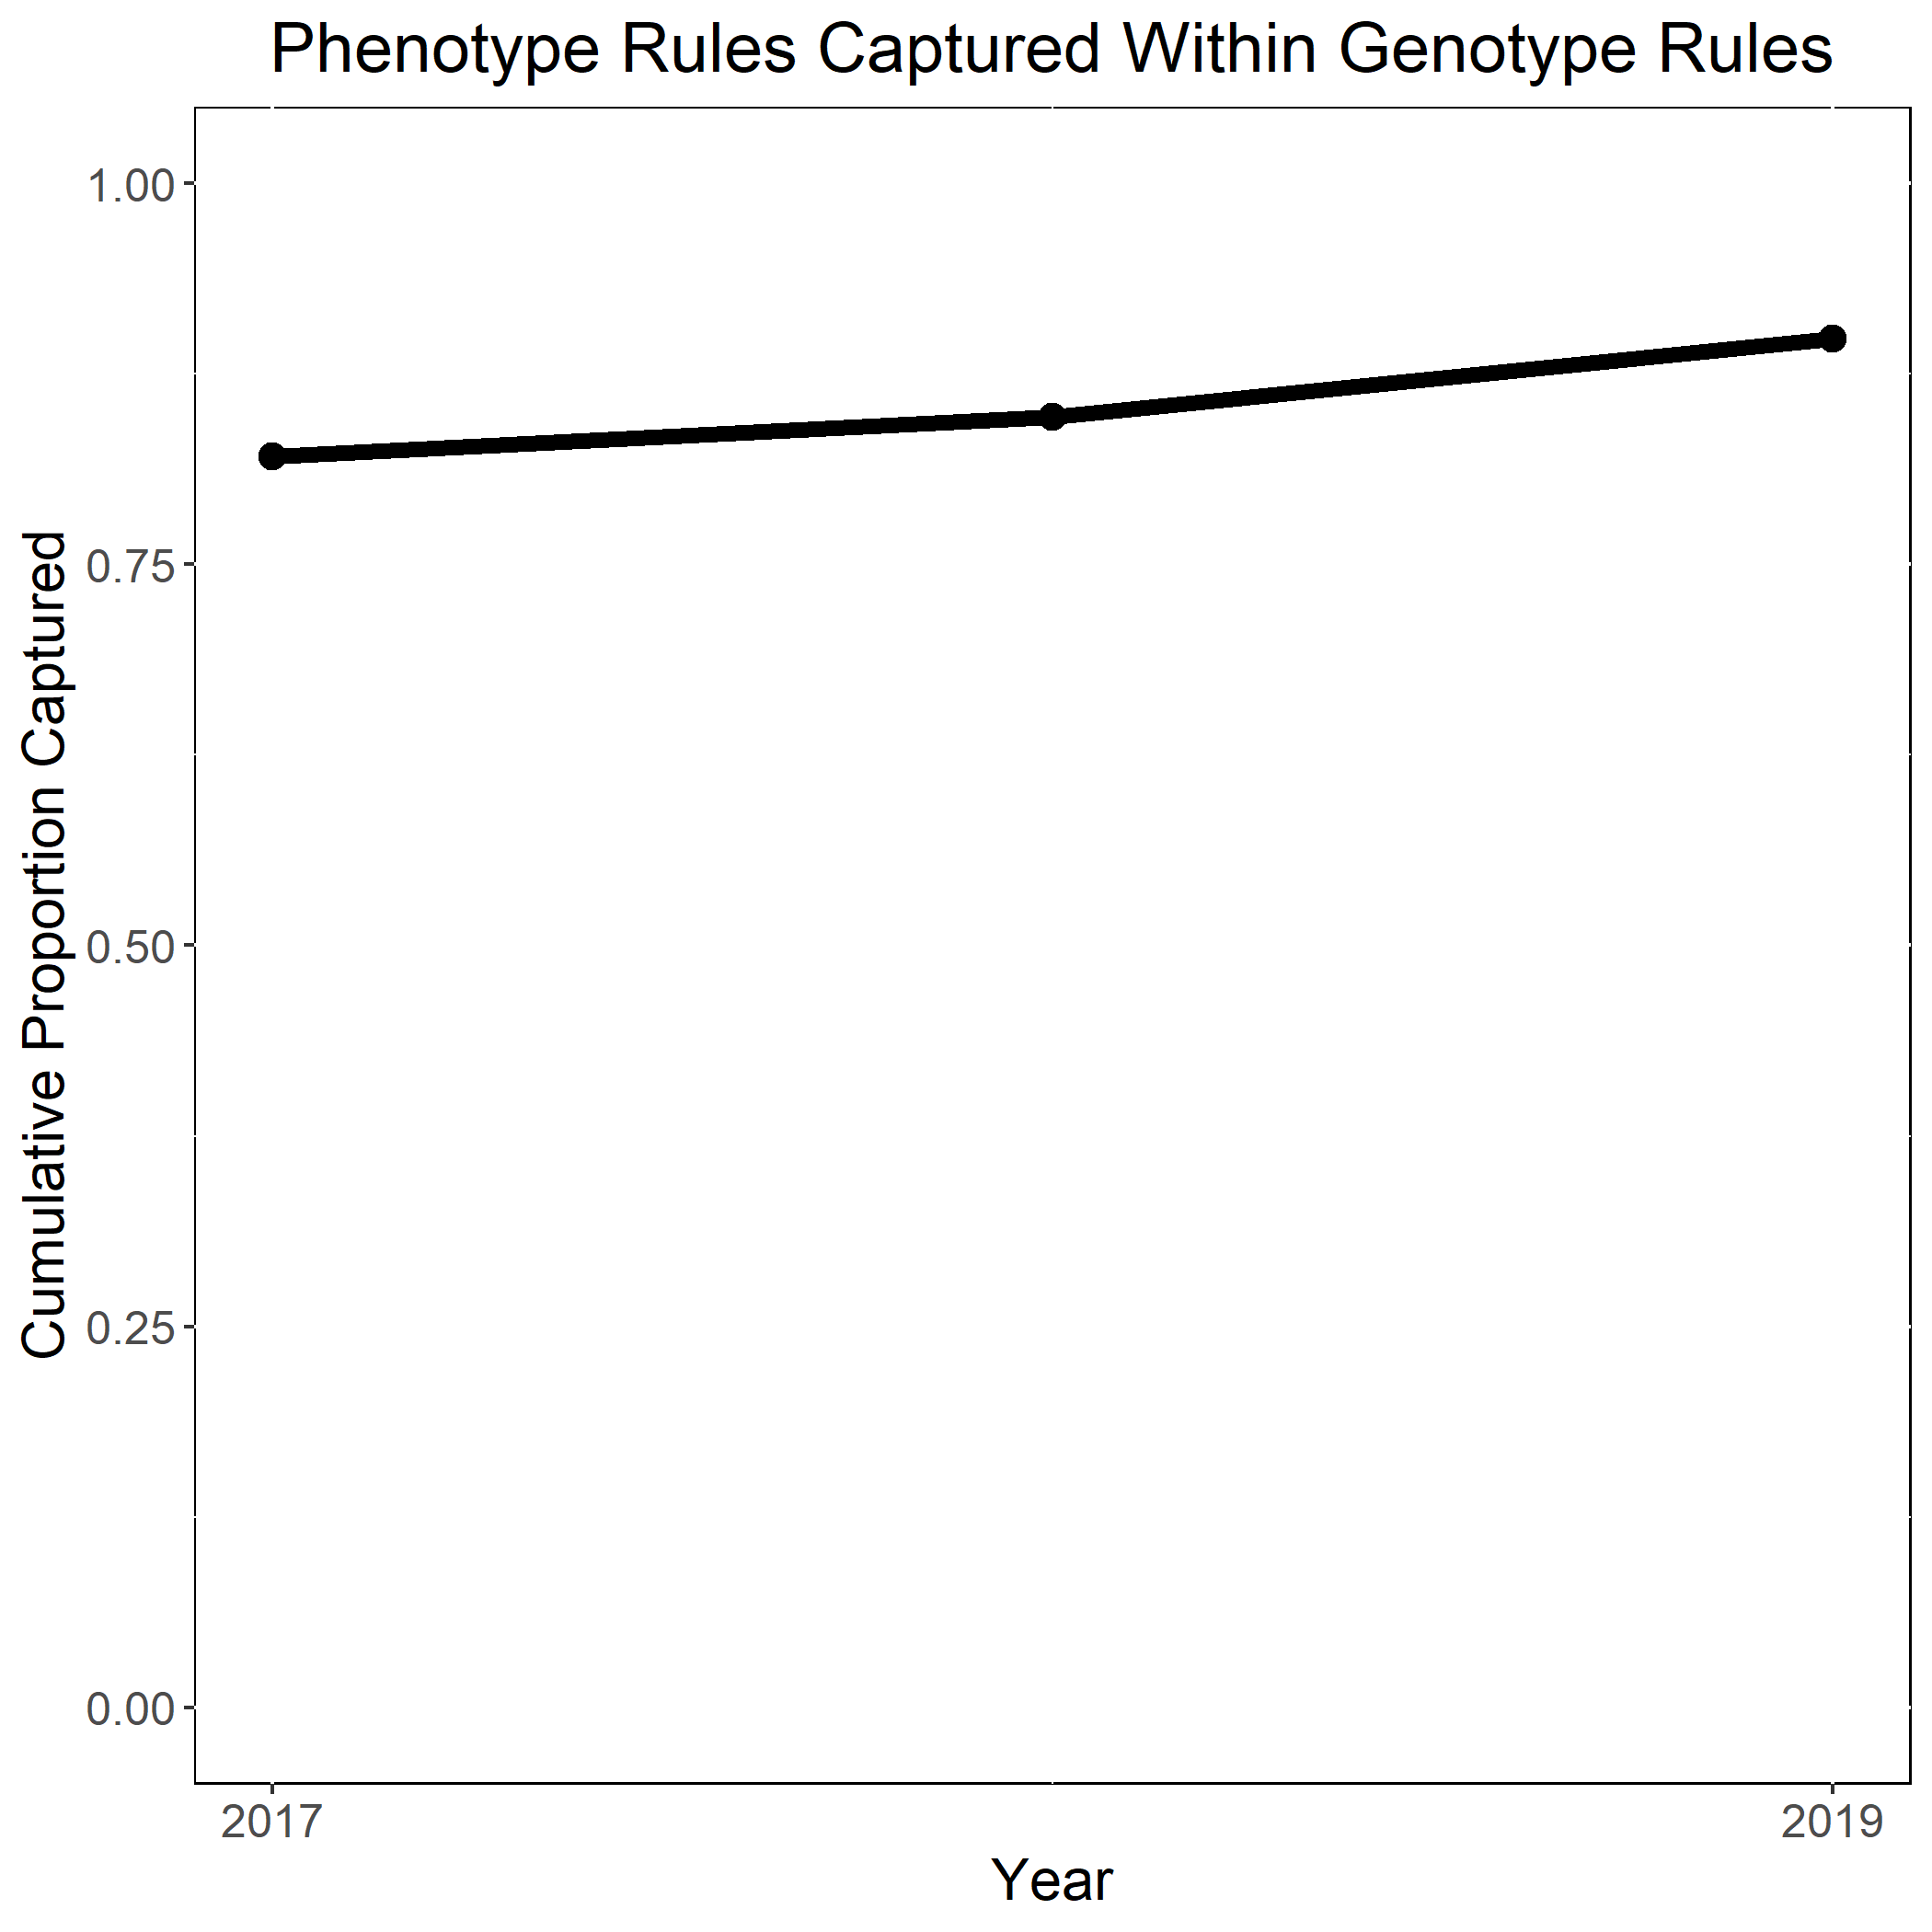 Phenotype Rules Captured Within Genotype Rules
Cumulative Proportion Captured
1.00
0.75
0.50
0.25
0.00
2017
2019
Year